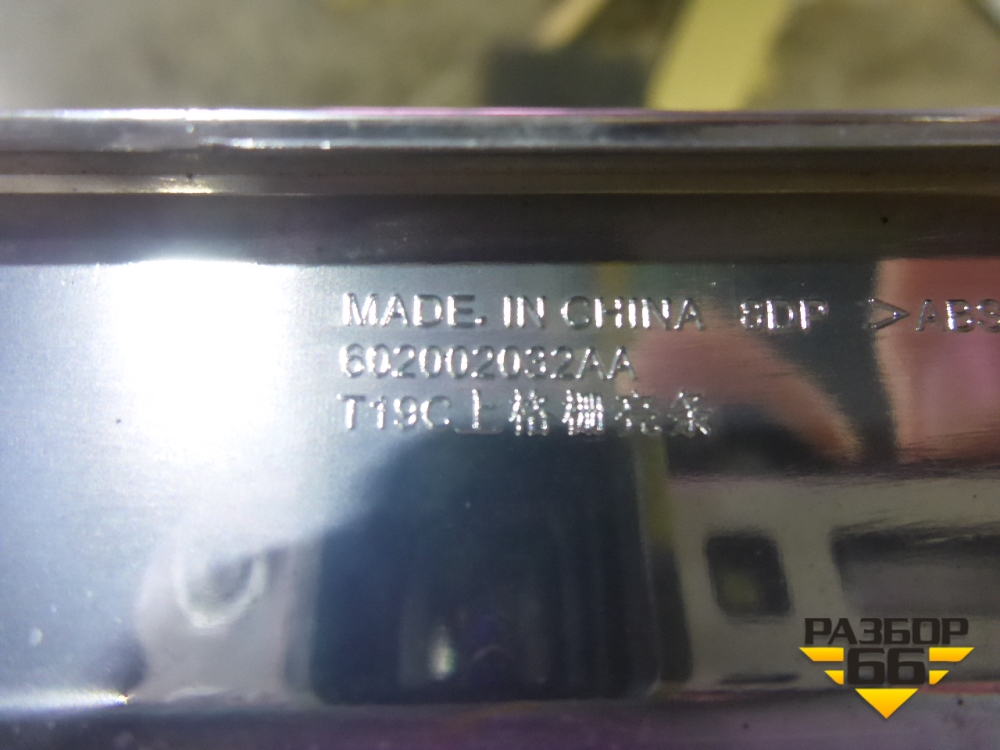 MADE IN CHINA 8DP >ABS
602002032AA
T19C上格栅亮条
РАЗБОР
66